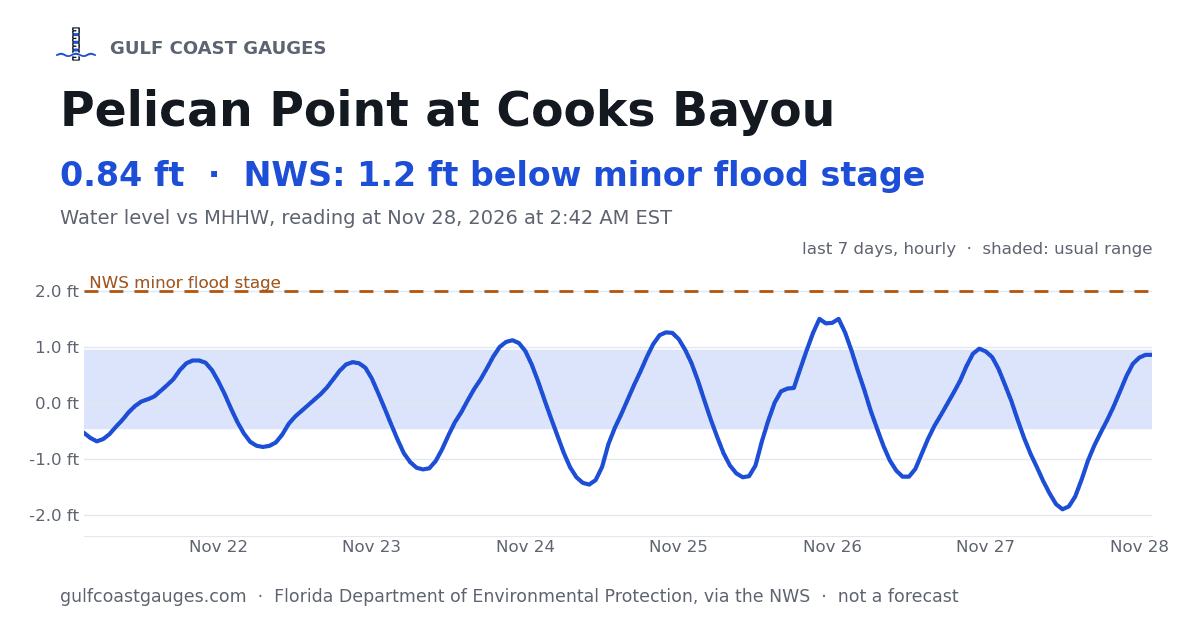 GULF COAST GAUGES
Pelican Point at Cooks Bayou
0.84 ft · NWS: 1.2 ft below minor flood stage
Water level vs MHHW, reading at Nov 28, 2026 at 2:42 AM EST
last 7 days, hourly · shaded: usual range
NWS minor flood stage
2.0 ft
1.0 ft
0.0 ft
-1.0 ft
-2.0 ft
Nov 22 Nov 23 Nov 24 Nov 25 Nov 26 Nov 27 Nov 28
gulfcoastgauges.com · Florida Department of Environmental Protection, via the NWS · not a forecast